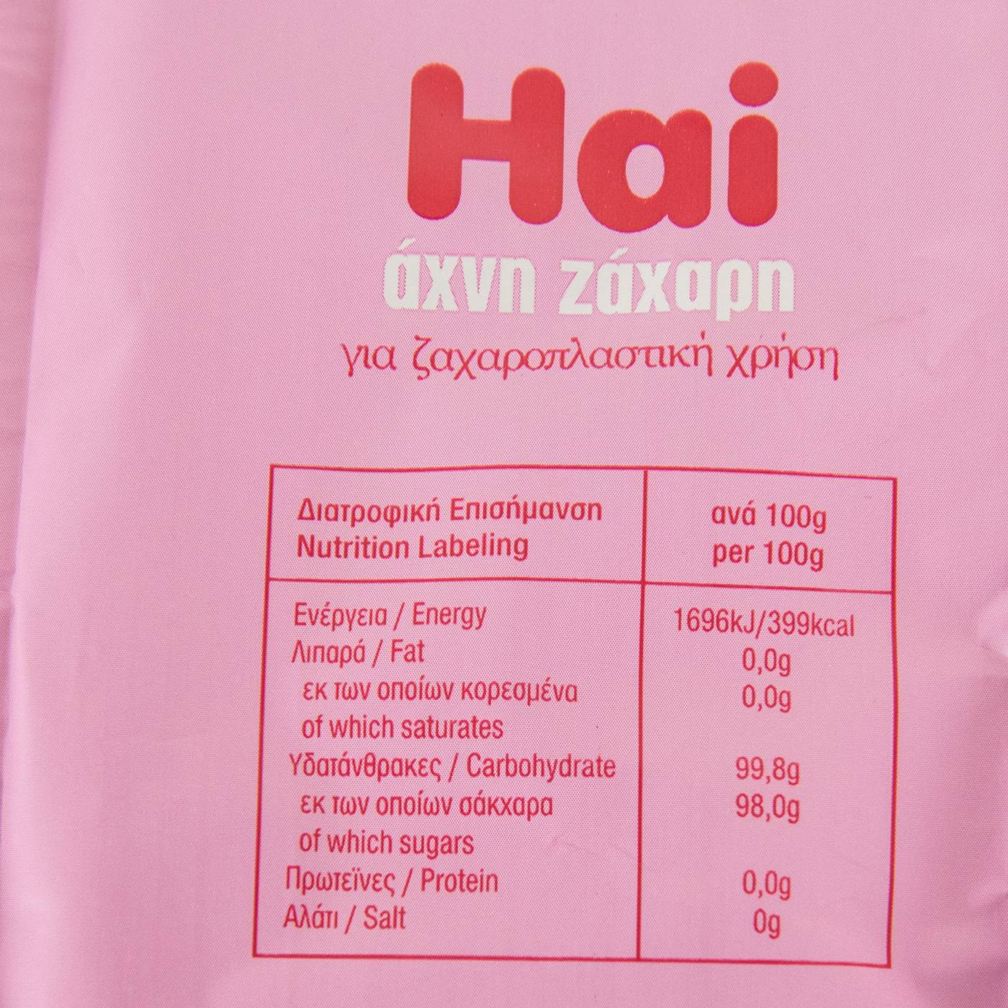 Hai
άχνη ζάχαρη
για ζαχαροπλαστική χρήση
Διατροφική Επισήμανση ανά 100g
Nutrition Labeling per 100g
Ενέργεια / Energy 1696kJ/399kcal
Λιπαρά / Fat 0,0g
εκ των οποίων κορεσμένα 0,0g
of which saturates
Υδατάνθρακες / Carbohydrate 99,8g
εκ των οποίων σάκχαρα 98,0g
of which sugars
Πρωτεϊνες / Protein 0,0g
Αλάτι / Salt 0g